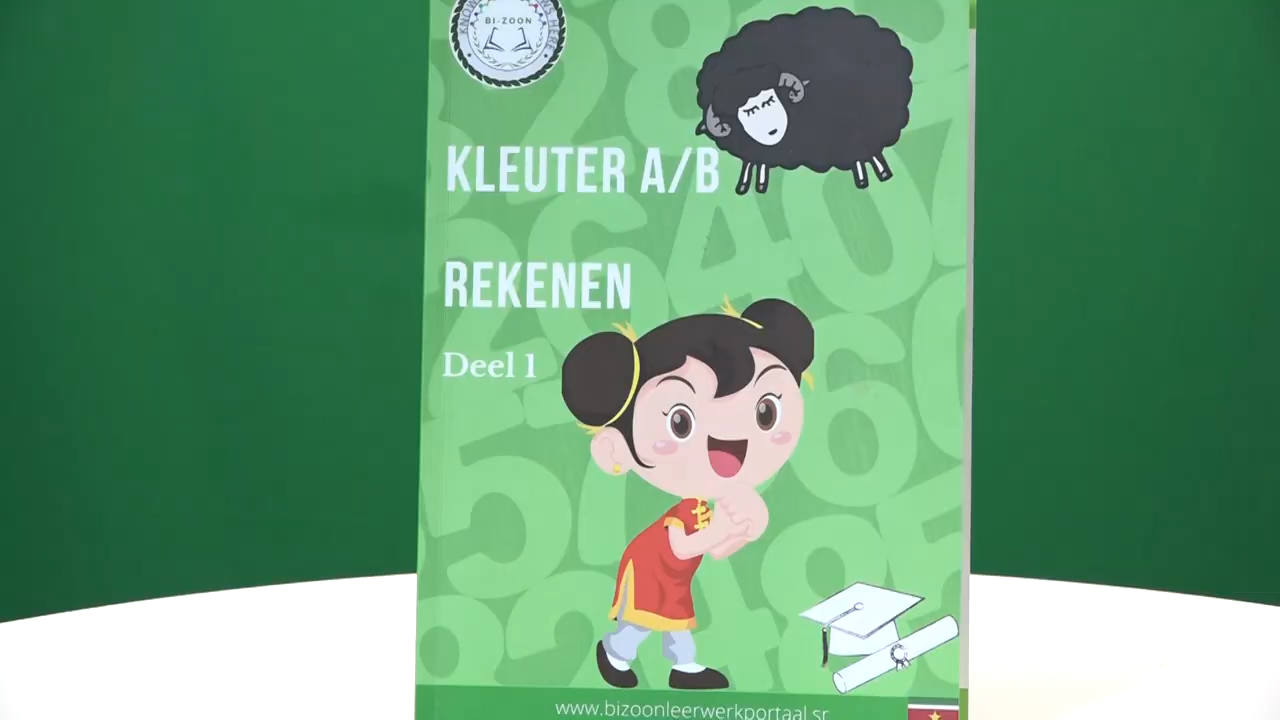 BI-ZOON
KLEUTER A/B
REKENEN
Deel 1
www.bizoonleerwerkportaal.sr